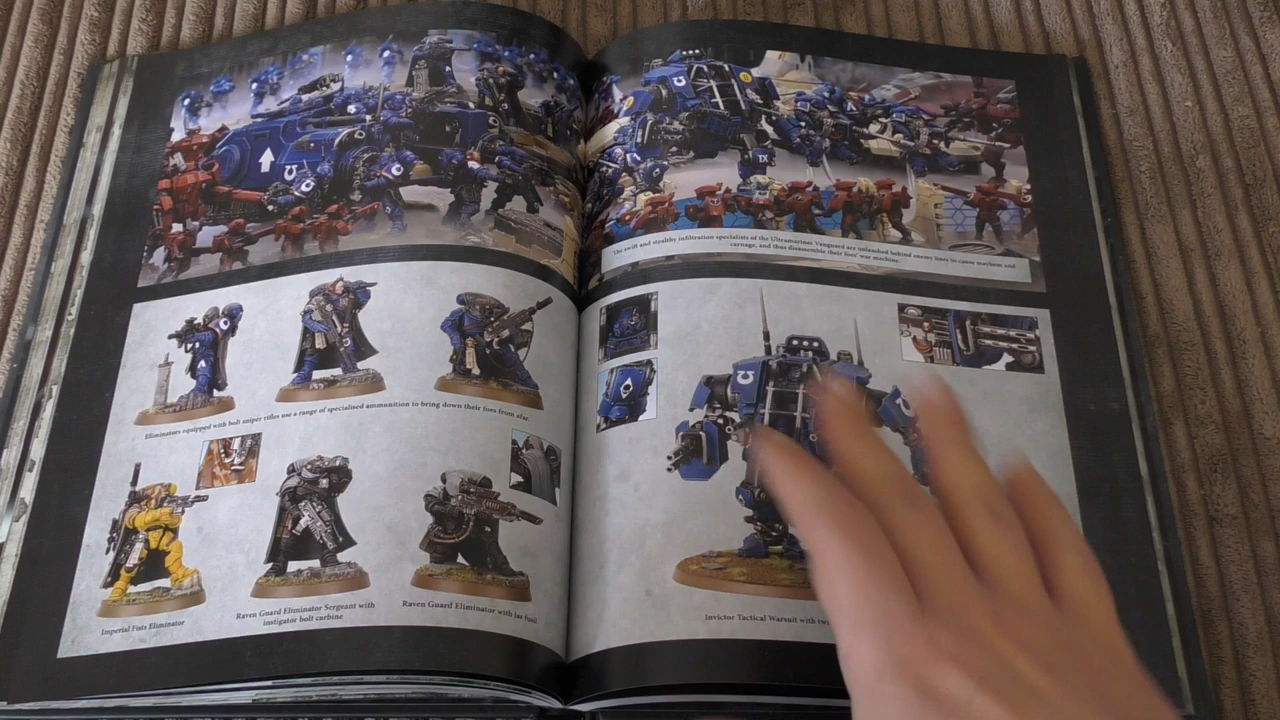 The swift and stealthy infiltration specialists of the Ultramarines Vanguard are unleashed behind enemy lines to cause mayhem and
carnage, and thus disassemble their foes' war machine.
IX
Eliminators equipped with bolt sniper rifles use a range of specialised ammunition to bring down their foes from afar.
Imperial Fists Eliminator
Raven Guard Eliminator Sergeant with
instigator bolt carbine
Raven Guard Eliminator with las fusil
Invictor Tactical Warsuit with